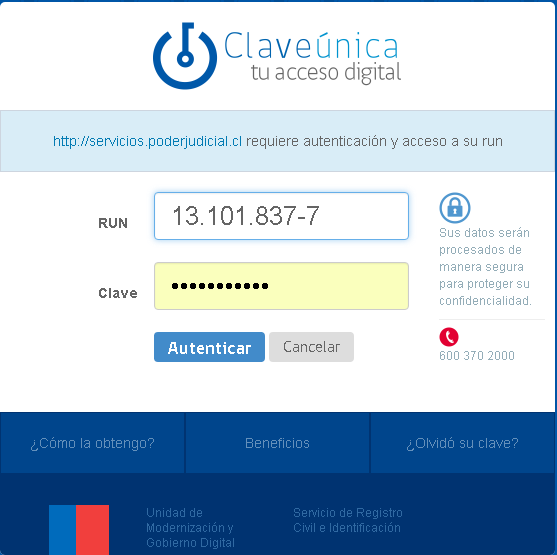 Claveúnica
tu acceso digital
http://servicios.poderjudicial.cl requiere autenticación y acceso a su run
RUN
13.101.837-7
Clave
•••••••••••
Autenticar
Cancelar
Sus datos serán
procesados de
manera segura
para proteger su
confidencialidad.
600 370 2000
¿Cómo la obtengo?
Beneficios
¿Olvidó su clave?
Unidad de
Modernización y
Gobierno Digital
Servicio de Registro
Civil e Identificación